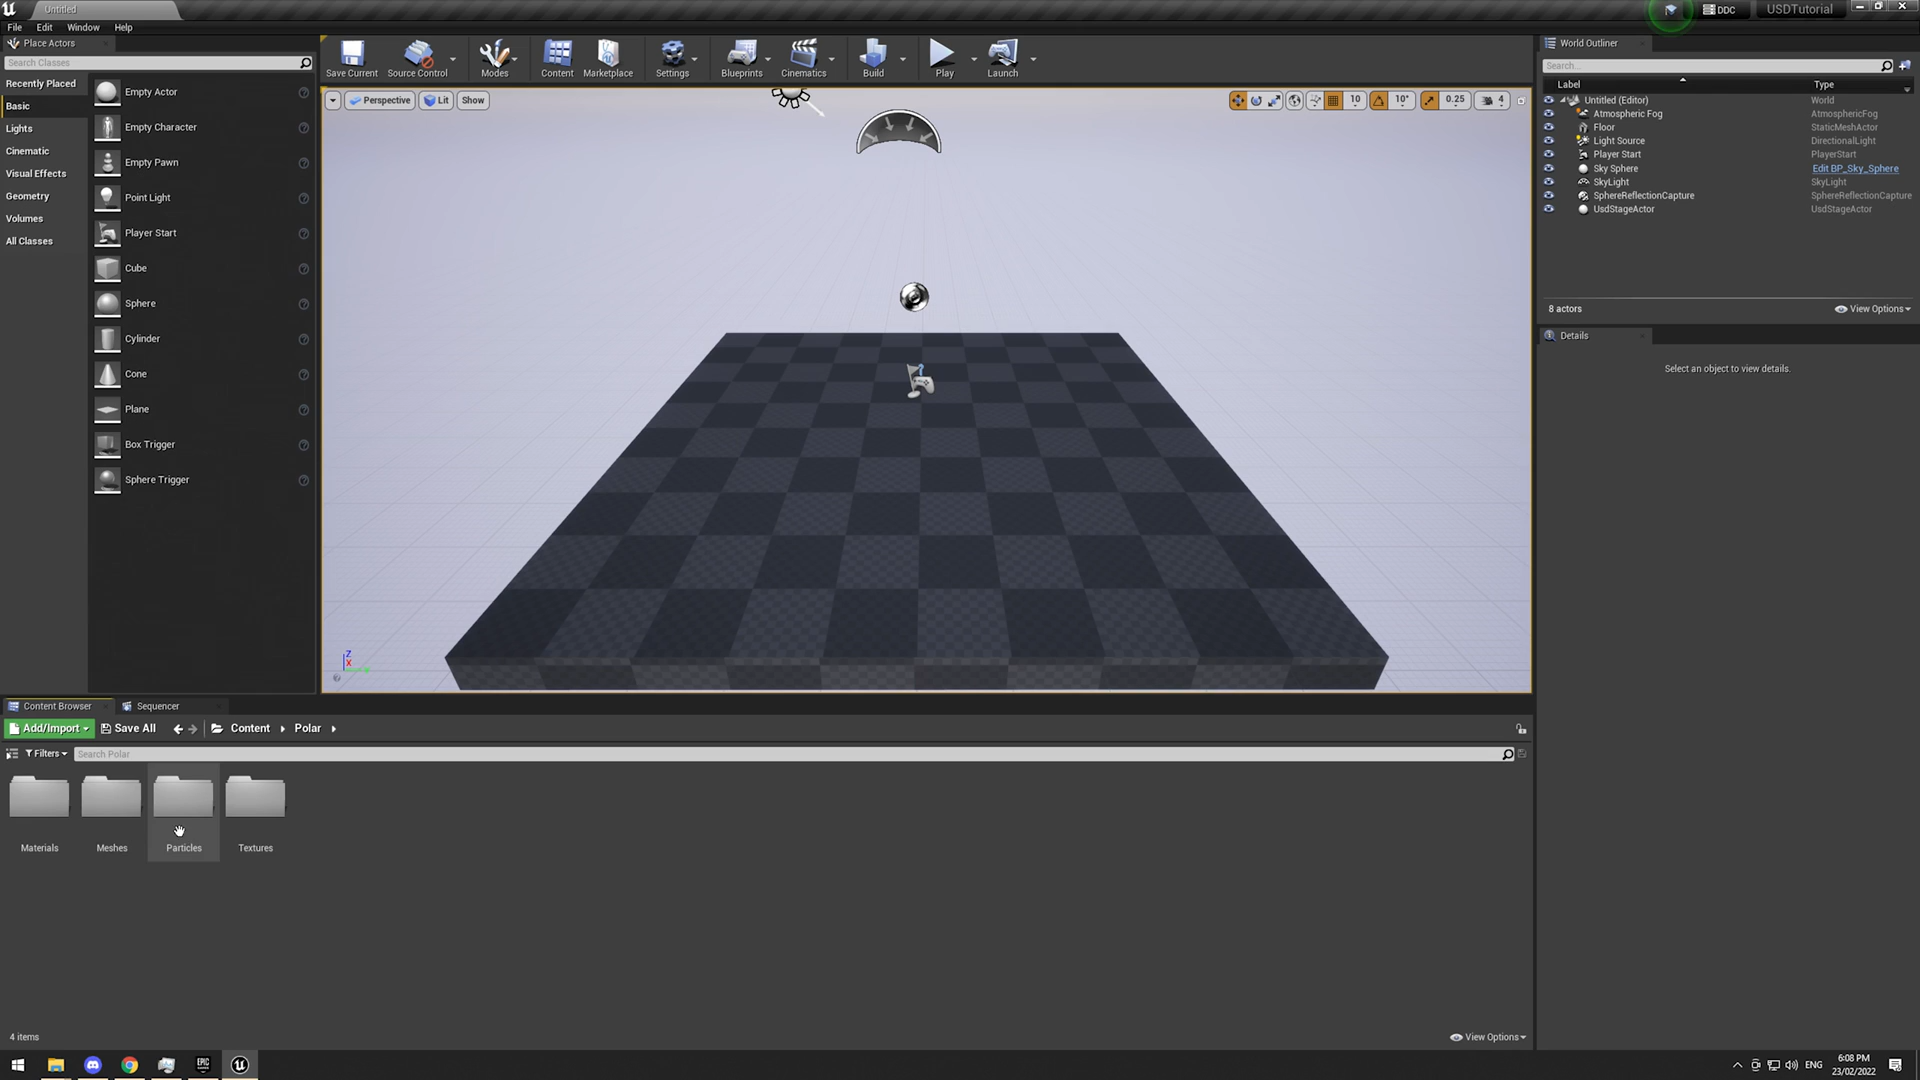 Untitled
DDC
USDTutorial
File
Edit
Window
Help
Place Actors
Search Classes
Recently Placed
Basic
Lights
Cinematic
Visual Effects
Geometry
Volumes
All Classes
Empty Actor
Empty Character
Empty Pawn
Point Light
Player Start
Cube
Sphere
Cylinder
Cone
Plane
Box Trigger
Sphere Trigger
Save Current
Source Control
Modes
Content
Marketplace
Settings
Blueprints
Cinematics
Build
Play
Launch
Perspective
Lit
Show
10
10°
0.25
4
Z
X
World Outliner
Search...
Label
Type
Untitled (Editor)
World
Atmospheric Fog
AtmosphericFog
Floor
StaticMeshActor
Light Source
DirectionalLight
Player Start
PlayerStart
Sky Sphere
Edit BP_Sky_Sphere
SkyLight
SkyLight
SphereReflectionCapture
SphereReflectionCapture
UsdStageActor
UsdStageActor
8 actors
View Options
Details
Select an object to view details.
Content Browser
Sequencer
Add/Import
Save All
Content
Polar
Filters
Search Polar
Materials
Meshes
Particles
Textures
4 items
View Options
EPIC
ENG
6:08 PM
23/02/2022